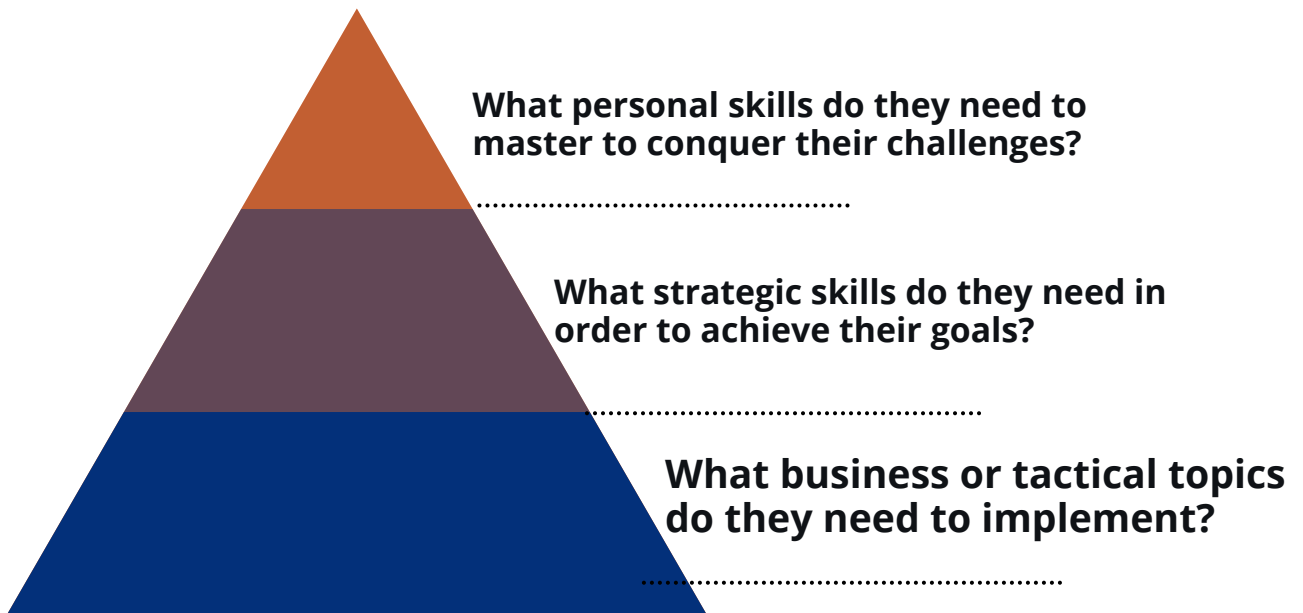 What personal skills do they need to
master to conquer their challenges?
What strategic skills do they need in
order to achieve their goals?
What business or tactical topics
do they need to implement?